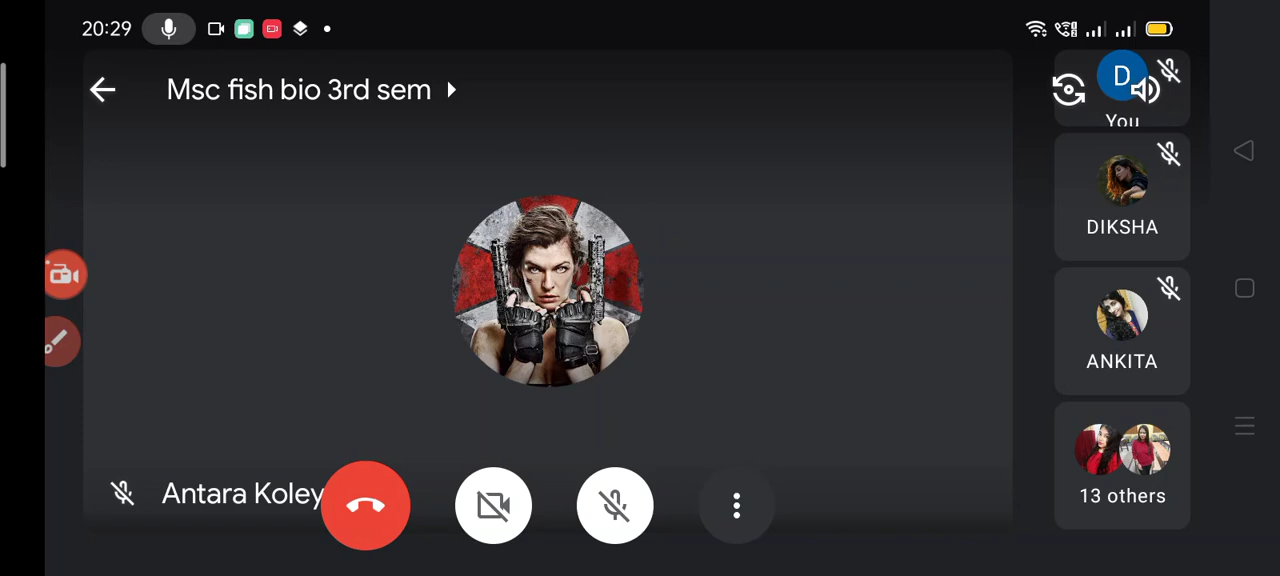 20:29
Msc fish bio 3rd sem
D
You
DIKSHA
ANKITA
13 others
Antara Koley